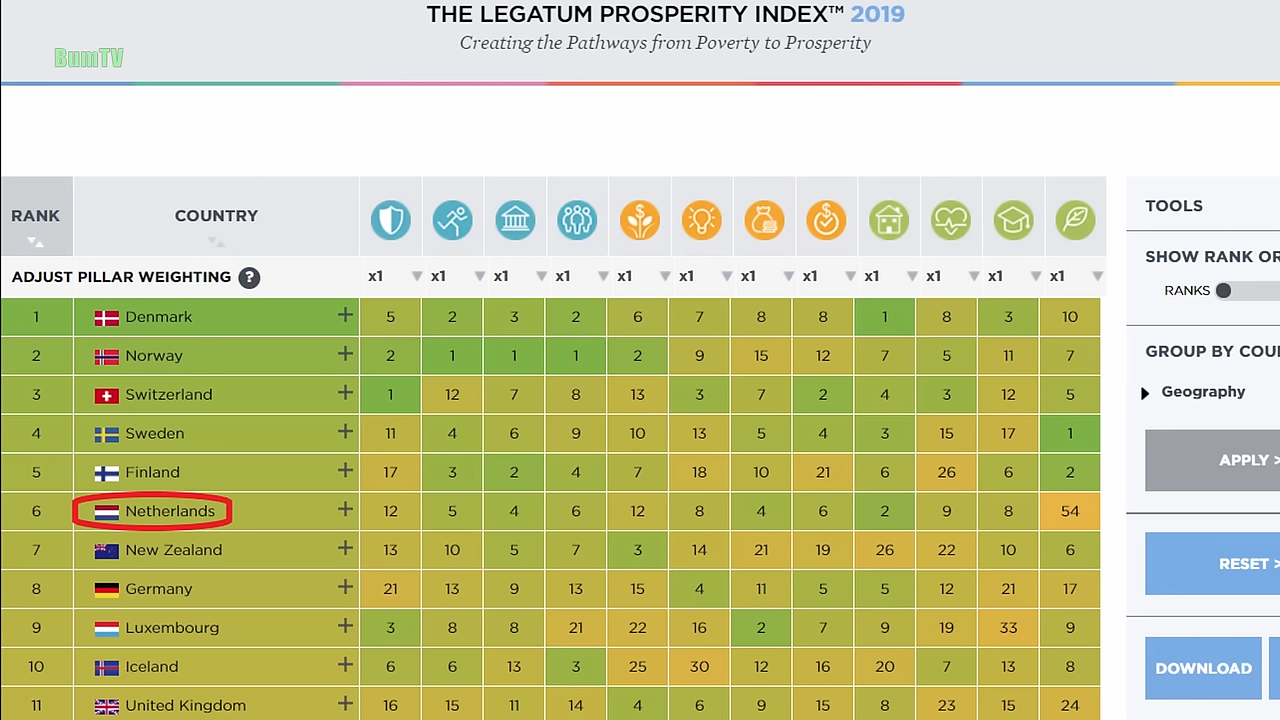 THE LEGATUM PROSPERITY INDEX™ 2019
Creating the Pathways from Poverty to Prosperity
BumTV
RANK COUNTRY
ADJUST PILLAR WEIGHTING ? x1 x1 x1 x1 x1 x1 x1 x1 x1 x1 x1 x1
1 Denmark + 5 2 3 2 6 7 8 8 1 8 3 10
2 Norway + 2 1 1 1 2 9 15 12 7 5 11 7
3 Switzerland + 1 12 7 8 13 3 7 2 4 3 12 5
4 Sweden + 11 4 6 9 10 13 5 4 3 15 17 1
5 Finland + 17 3 2 4 7 18 10 21 6 26 6 2
6 Netherlands + 12 5 4 6 12 8 4 6 2 9 8 54
7 New Zealand + 13 10 5 7 3 14 21 19 26 22 10 6
8 Germany + 21 13 9 13 15 4 11 5 5 12 21 17
9 Luxembourg + 3 8 8 21 22 16 2 7 9 19 33 9
10 Iceland + 6 6 13 3 25 30 12 16 20 7 13 8
11 United Kingdom + 16 15 11 14 4 6 9 15 8 23 15 24
TOOLS
SHOW RANK OR
RANKS
GROUP BY COU
Geography
APPLY >
RESET >
DOWNLOAD